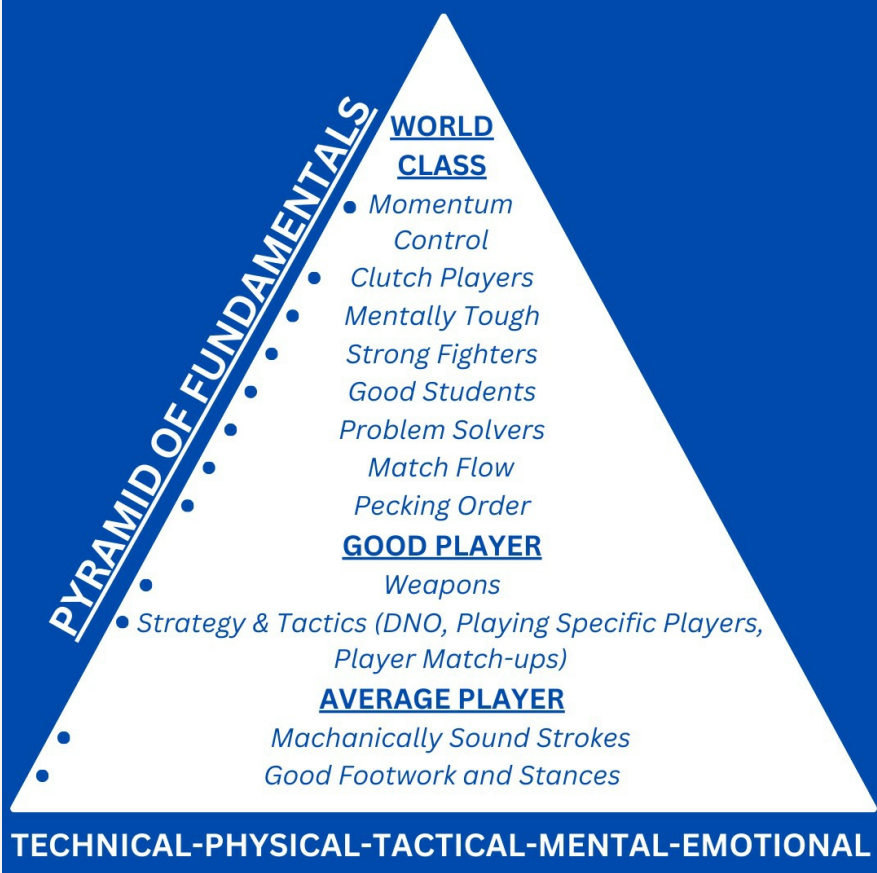 PYRAMID OF FUNDAMENTALS
WORLD
CLASS
• Momentum
Control
• Clutch Players
• Mentally Tough
• Strong Fighters
• Good Students
• Problem Solvers
• Match Flow
• Pecking Order
GOOD PLAYER
• Weapons
• Strategy & Tactics (DNO, Playing Specific Players,
Player Match-ups)
AVERAGE PLAYER
• Machanically Sound Strokes
• Good Footwork and Stances
TECHNICAL-PHYSICAL-TACTICAL-MENTAL-EMOTIONAL